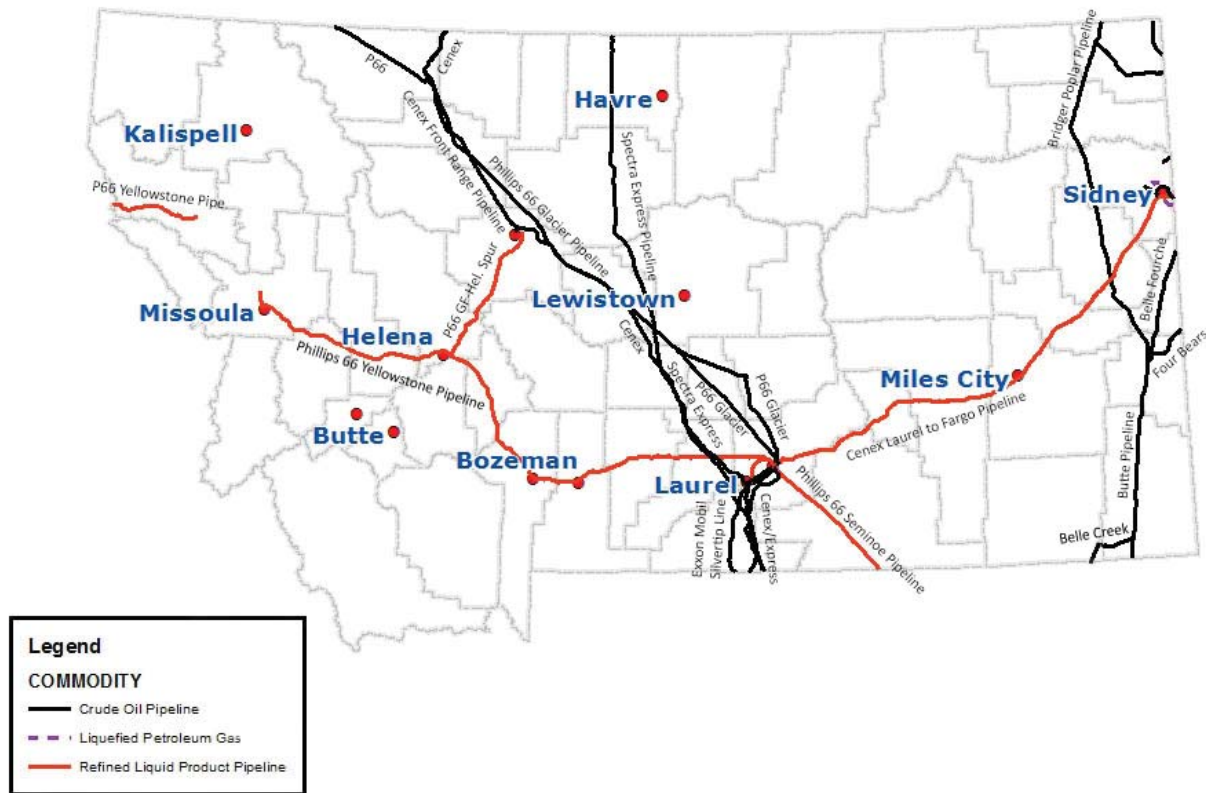 P66
Cenex
Bridger Poplar Pipeline
Havre
Kalispell
Cenex Front Range Pipeline
Spectra Express Pipeline
Phillips 66 Glacier Pipeline
P66 Yellowstone Pipe
Sidney
P66 GF-Hel. Spur
Lewistown
Belle Fourche
Missoula
Helena
Cenex
Four Bears
Phillips 66 Yellowstone Pipeline
Spectra Express
P66 Glacier
P66 Glacier
Miles City
Cenex Laurel to Fargo Pipeline
Butte
Bozeman
Laurel
Butte Pipeline
Phillips 66 Seminoe Pipeline
Exxon Mobil
Silvertip Line
Cenex/Express
Belle Creek
Legend
COMMODITY
Crude Oil Pipeline
Liquefied Petroleum Gas
Refined Liquid Product Pipeline